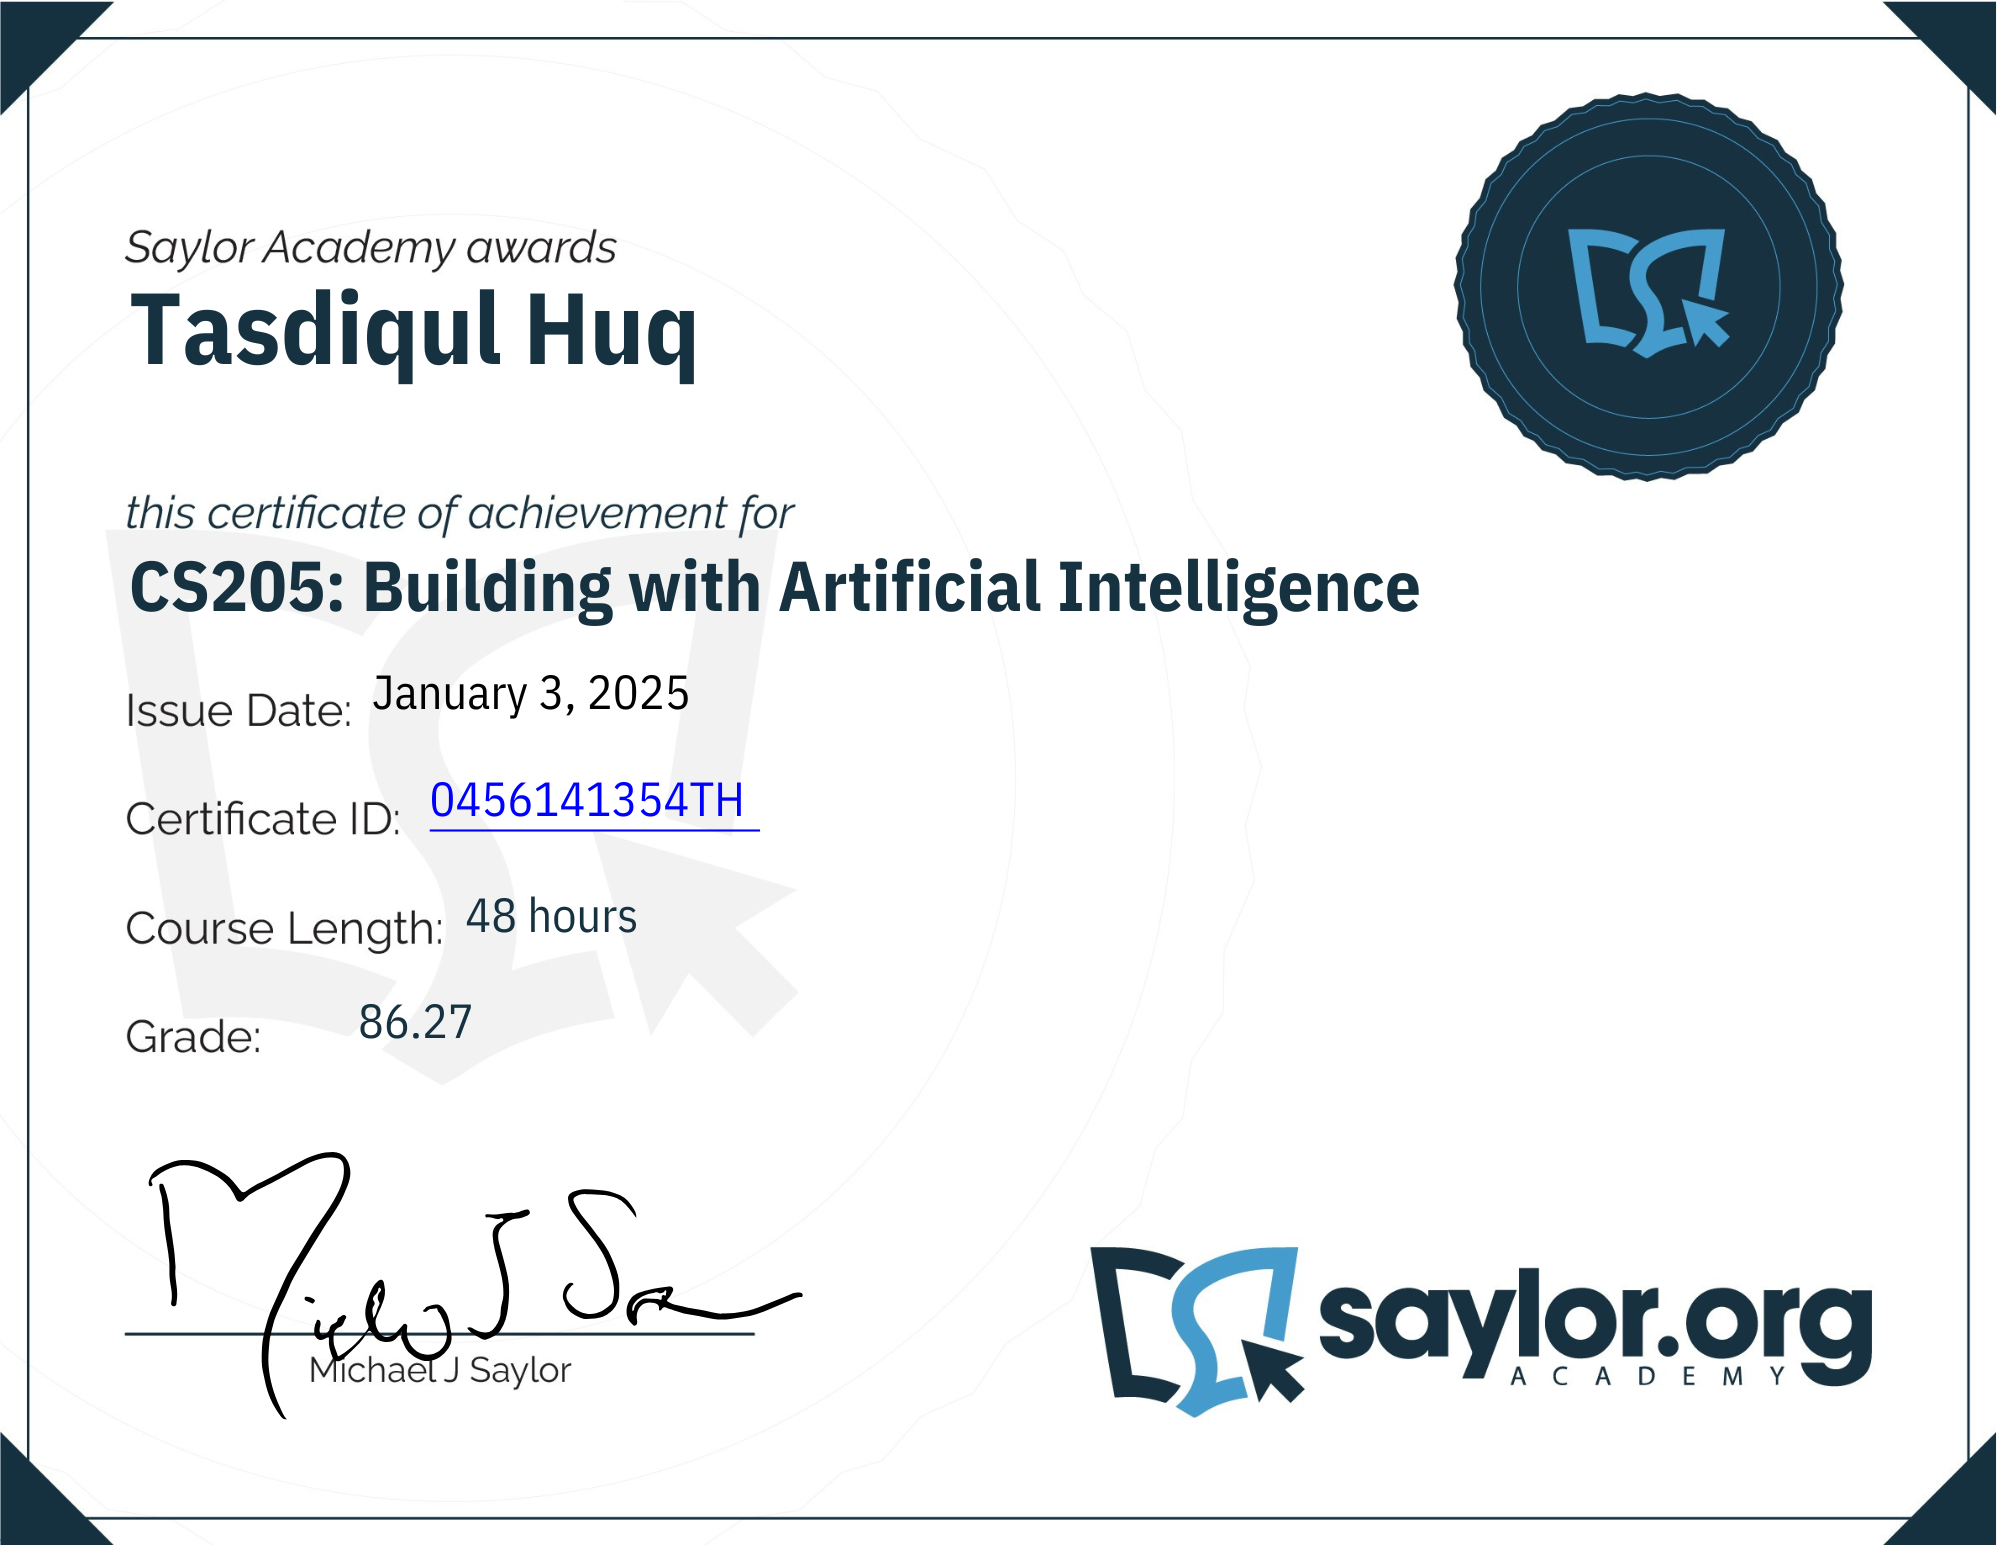 Saylor Academy awards
Tasdiqul Huq
this certificate of achievement for
CS205: Building with Artificial Intelligence
Issue Date: January 3, 2025
Certificate ID: 0456141354TH
Course Length: 48 hours
Grade: 86.27
Michael J Saylor
saylor.org
ACADEMY